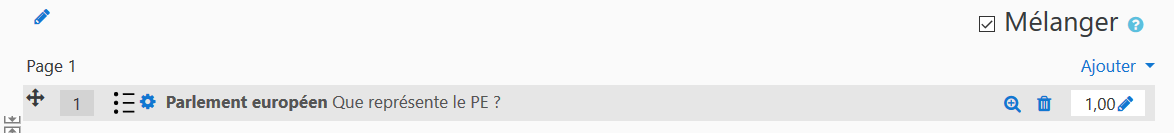 Mélanger
Page 1
Ajouter
1 Parlement européen Que représente le PE ? 1,00